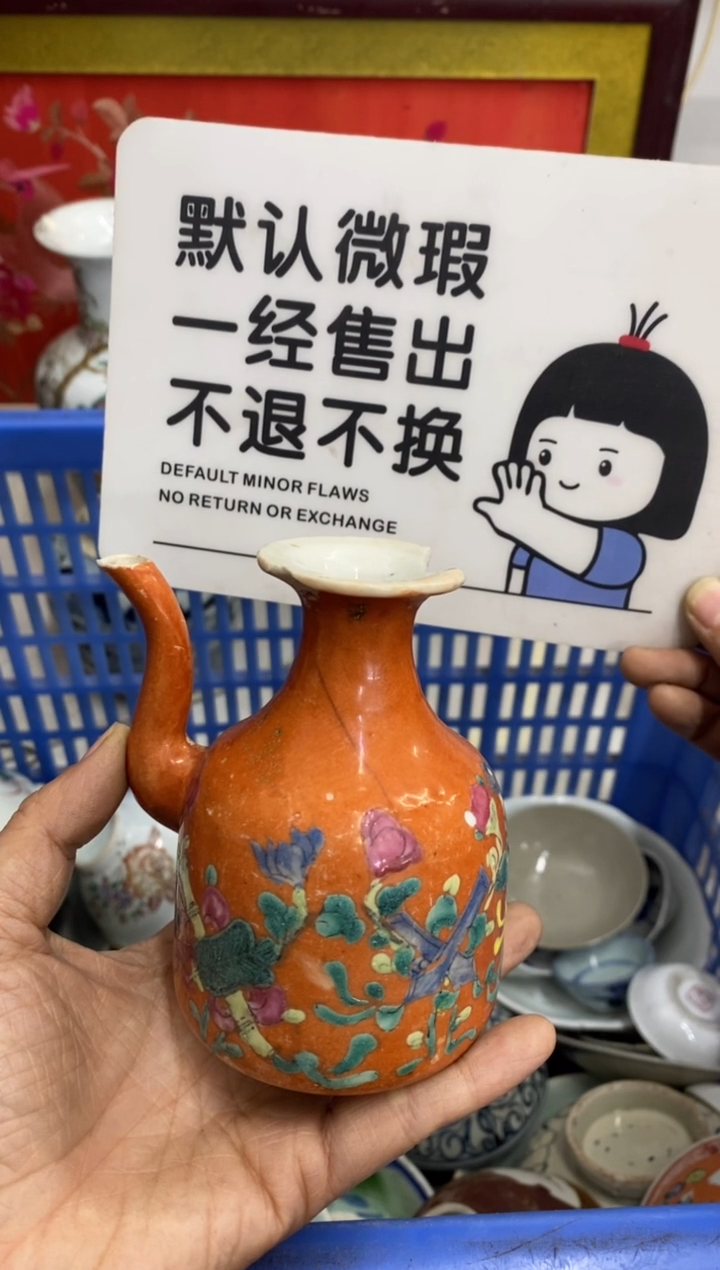 默认微瑕
一经售出
不退不换
DEFAULT MINOR FLAWS
NO RETURN OR EXCHANGE